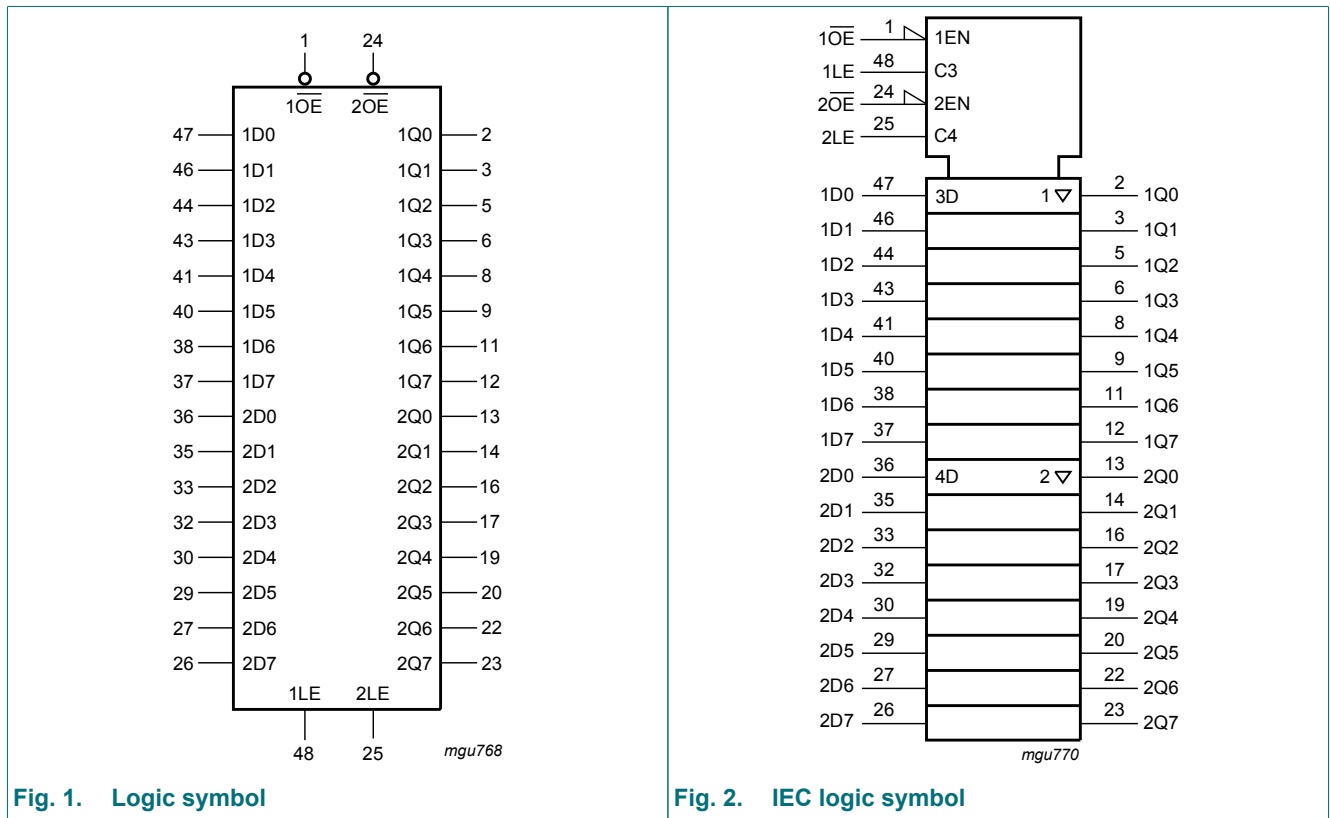 1 24
1OE 2OE
47 1D0 1Q0 2
46 1D1 1Q1 3
44 1D2 1Q2 5
43 1D3 1Q3 6
41 1D4 1Q4 8
40 1D5 1Q5 9
38 1D6 1Q6 11
37 1D7 1Q7 12
36 2D0 2Q0 13
35 2D1 2Q1 14
33 2D2 2Q2 16
32 2D3 2Q3 17
30 2D4 2Q4 19
29 2D5 2Q5 20
27 2D6 2Q6 22
26 2D7 2Q7 23
1LE 2LE
48 25 mgu768
Fig. 1. Logic symbol
1OE 1 1EN
1LE 48 C3
2OE 24 2EN
2LE 25 C4
1D0 47 3D 1 ▽ 2 1Q0
1D1 46 3 1Q1
1D2 44 5 1Q2
1D3 43 6 1Q3
1D4 41 8 1Q4
1D5 40 9 1Q5
1D6 38 11 1Q6
1D7 37 12 1Q7
2D0 36 4D 2 ▽ 13 2Q0
2D1 35 14 2Q1
2D2 33 16 2Q2
2D3 32 17 2Q3
2D4 30 19 2Q4
2D5 29 20 2Q5
2D6 27 22 2Q6
2D7 26 23 2Q7
mgu770
Fig. 2. IEC logic symbol